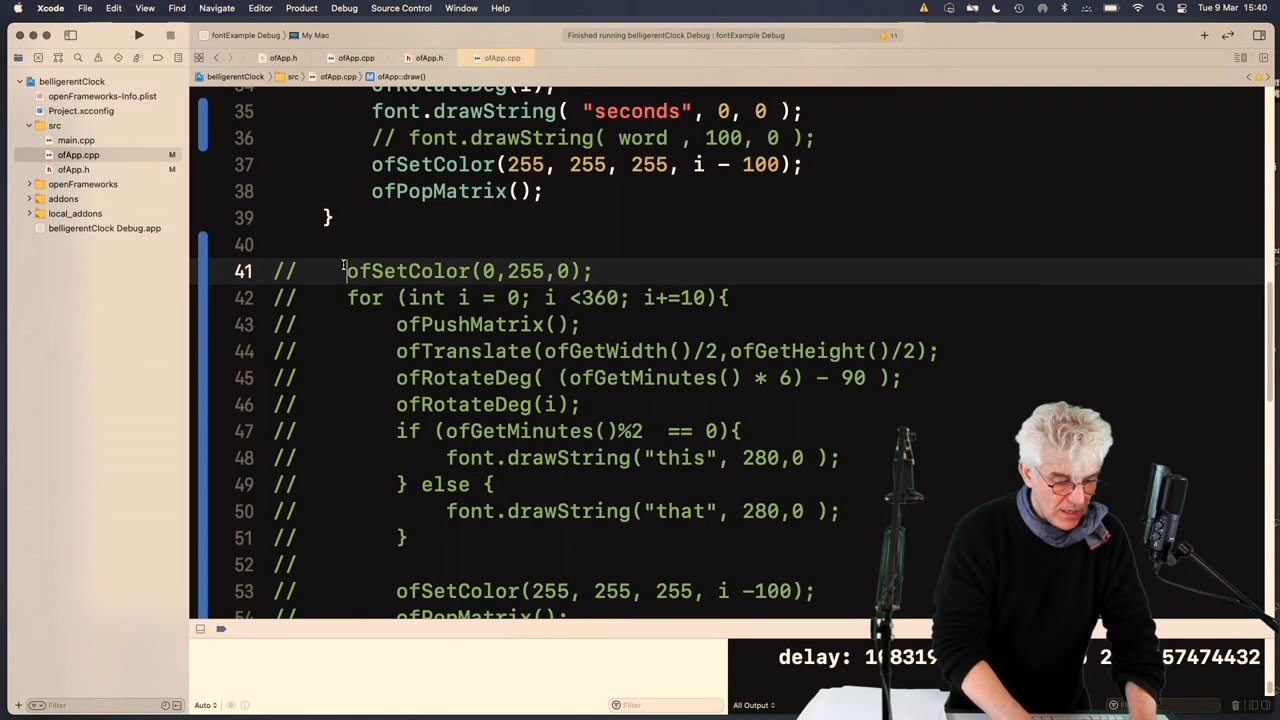 Xcode File Edit View Find Navigate Editor Product Debug Source Control Window Help Tue 9 Mar 15:40
fontExample Debug My Mac Finished running belligerentClock Debug : fontExample Debug 11
ofApp.h ofApp.cpp ofApp.h ofApp.cpp
belligerentClock src ofApp.cpp ofApp::draw()
belligerentClock
openFrameworks-Info.plist
Project.xcconfig
src
main.cpp
ofApp.cpp M
ofApp.h M
openFrameworks
addons
local_addons
belligerentClock Debug.app
34 ofRotateDeg(i);
35 font.drawString( "seconds", 0, 0 );
36 // font.drawString( word , 100, 0 );
37 ofSetColor(255, 255, 255, i - 100);
38 ofPopMatrix();
39 }
40
41 // ofSetColor(0,255,0);
42 // for (int i = 0; i <360; i+=10){
43 // ofPushMatrix();
44 // ofTranslate(ofGetWidth()/2,ofGetHeight()/2);
45 // ofRotateDeg( (ofGetMinutes() * 6) - 90 );
46 // ofRotateDeg(i);
47 // if (ofGetMinutes()%2 == 0){
48 // font.drawString("this", 280,0 );
49 // } else {
50 // font.drawString("that", 280,0 );
51 // }
52 //
53 // ofSetColor(255, 255, 255, i -100);
54 // ofPopMatrix();
delay:
57474432
Filter
Auto
Filter
All Output